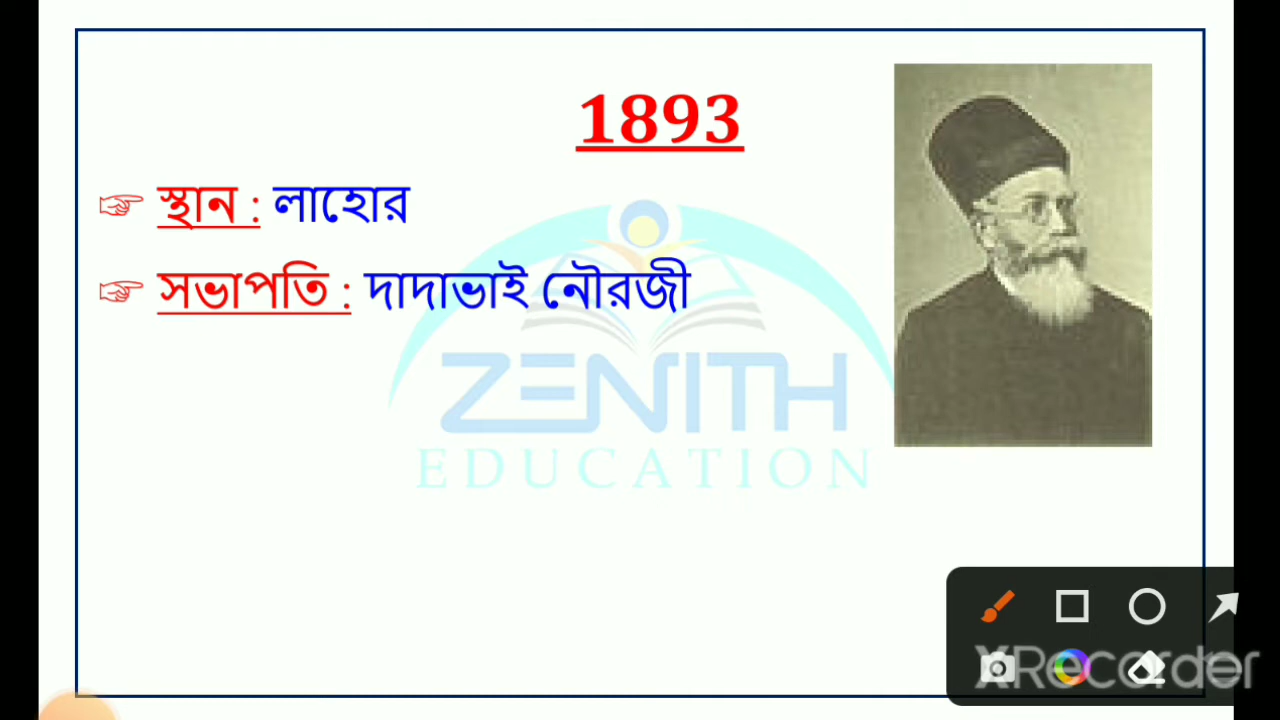 1893
☞ স্থান : লাহোর
☞ সভাপতি : দাদাভাই নৌরজী
ZENITH
EDUCATION
XRecorder